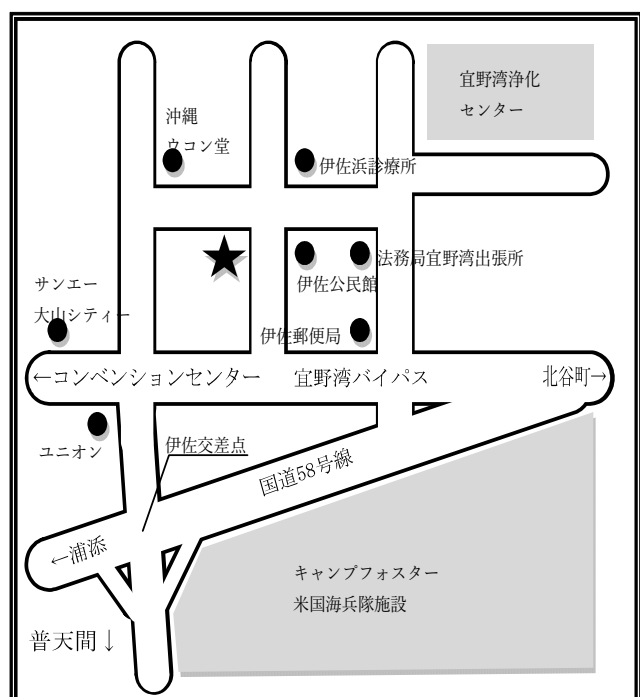 宜野湾浄化
センター
沖縄
ウコン堂
伊佐浜診療所
法務局宜野湾出張所
サンエー
大山シティー
伊佐公民館
伊佐郵便局
←コンベンションセンター
宜野湾バイパス
北谷町→
ユニオン
伊佐交差点
国道58号線
←浦添
キャンプフォスター
米国海兵隊施設
普天間↓